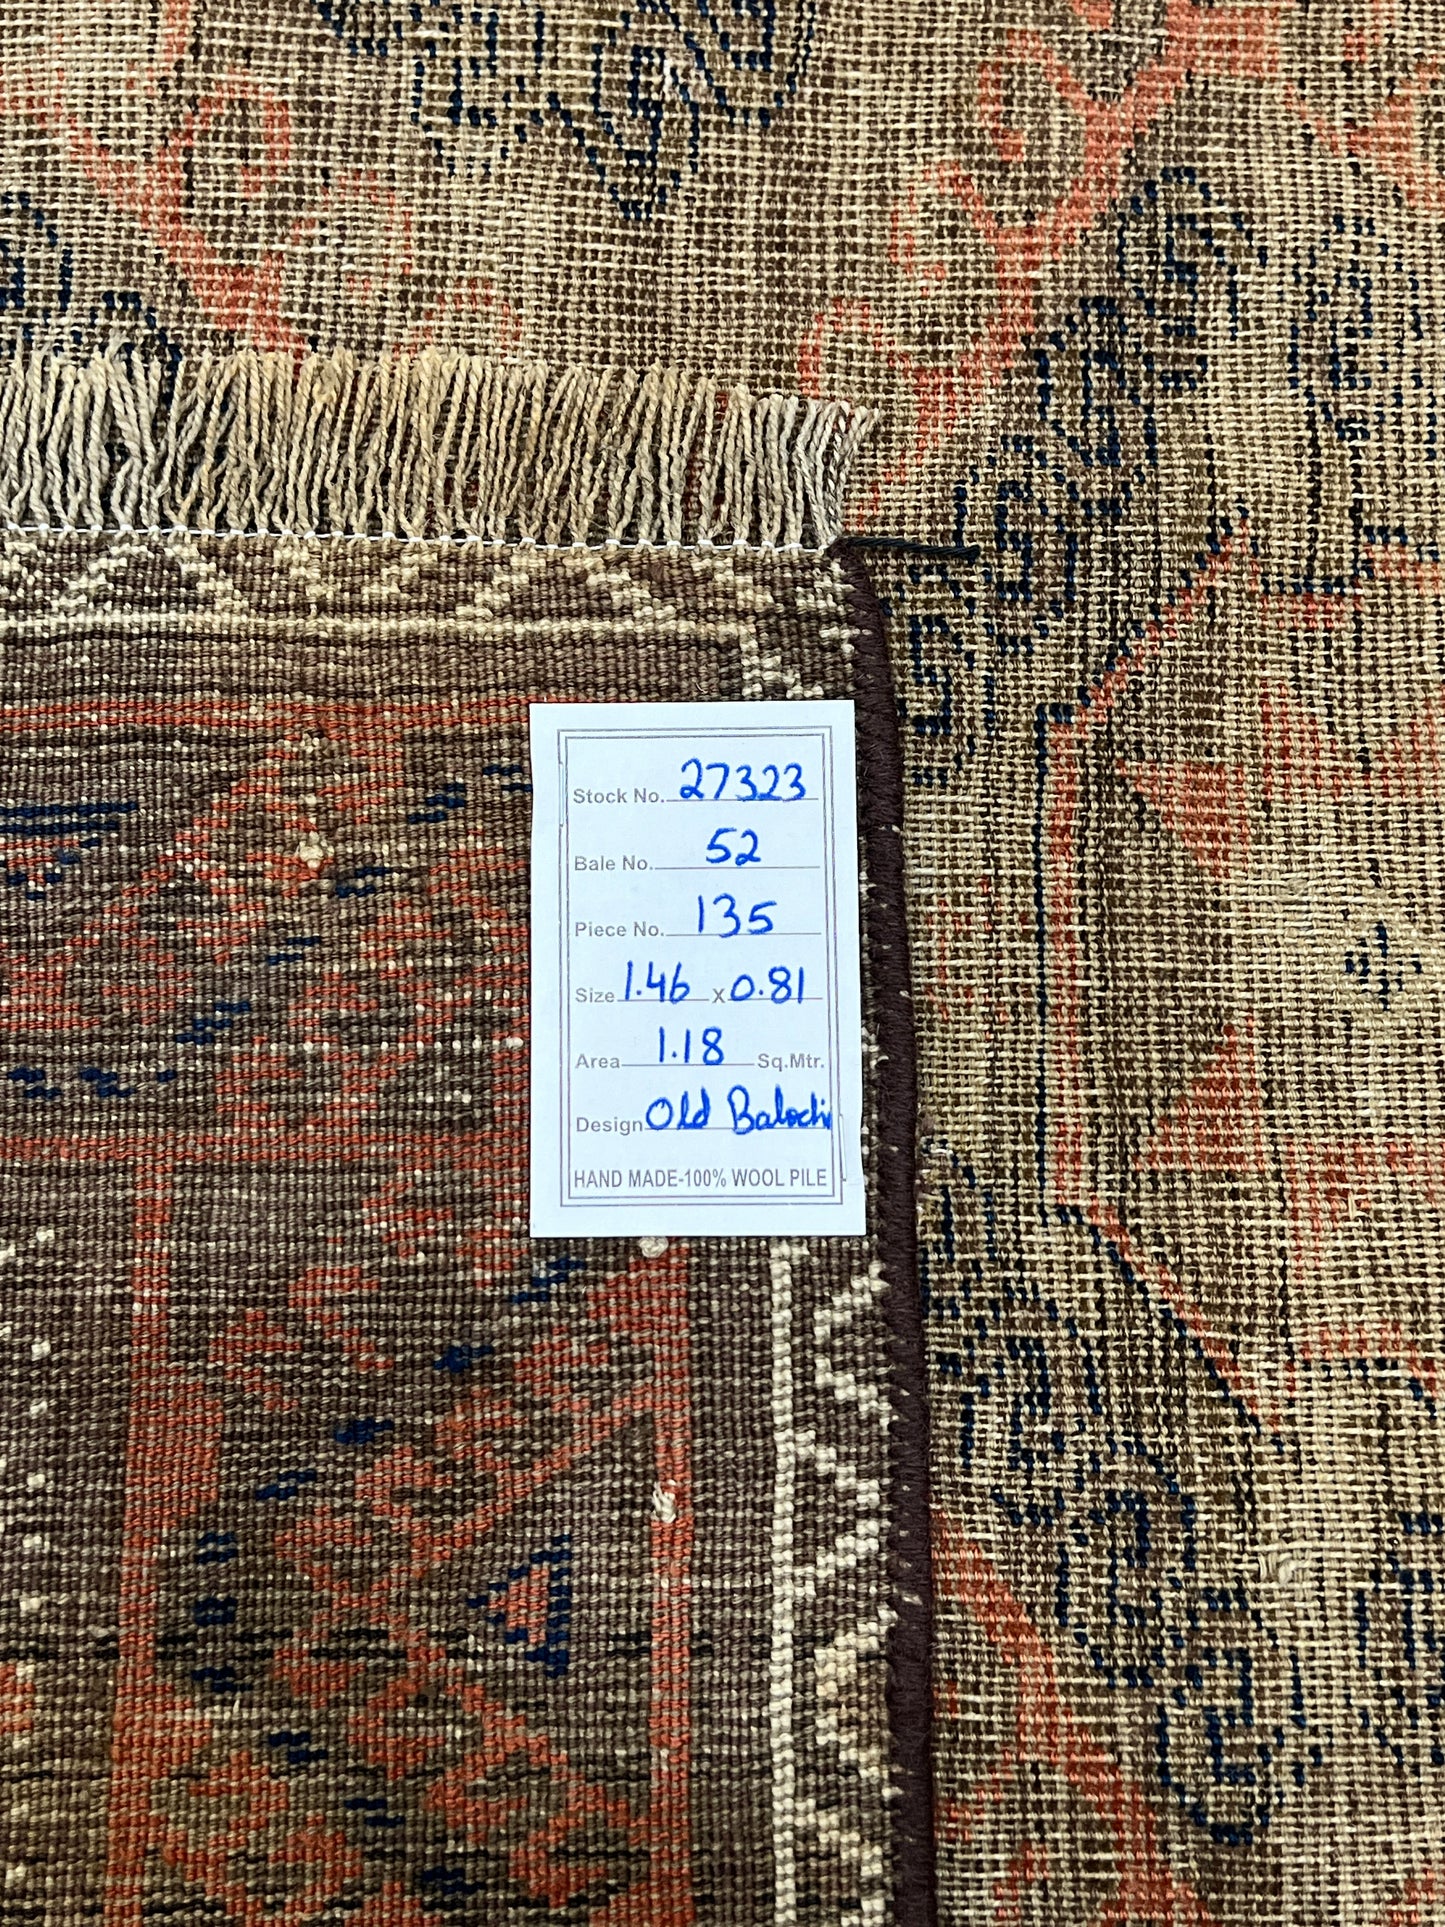 Stock No. 27323
Bale No. 52
Piece No. 135
Size 1.46 x 0.81
Area 1.18 Sq.Mtr.
Design Old Balochi
HAND MADE-100% WOOL PILE